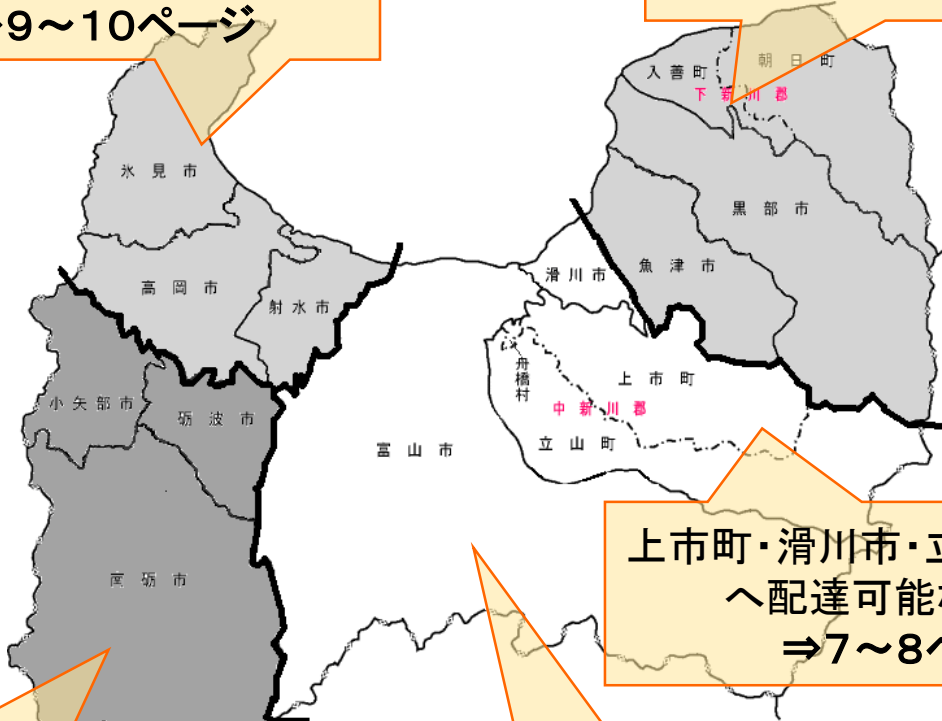 ⇒9～10ページ
入善町
朝日町
下新川郡
氷見市
黒部市
魚津市
滑川市
高岡市
射水市
舟橋村
上市町
小矢部市
砺波市
中新川郡
富山市
立山町
上市町・滑川市・立
へ配達可能
⇒7～8
南砺市